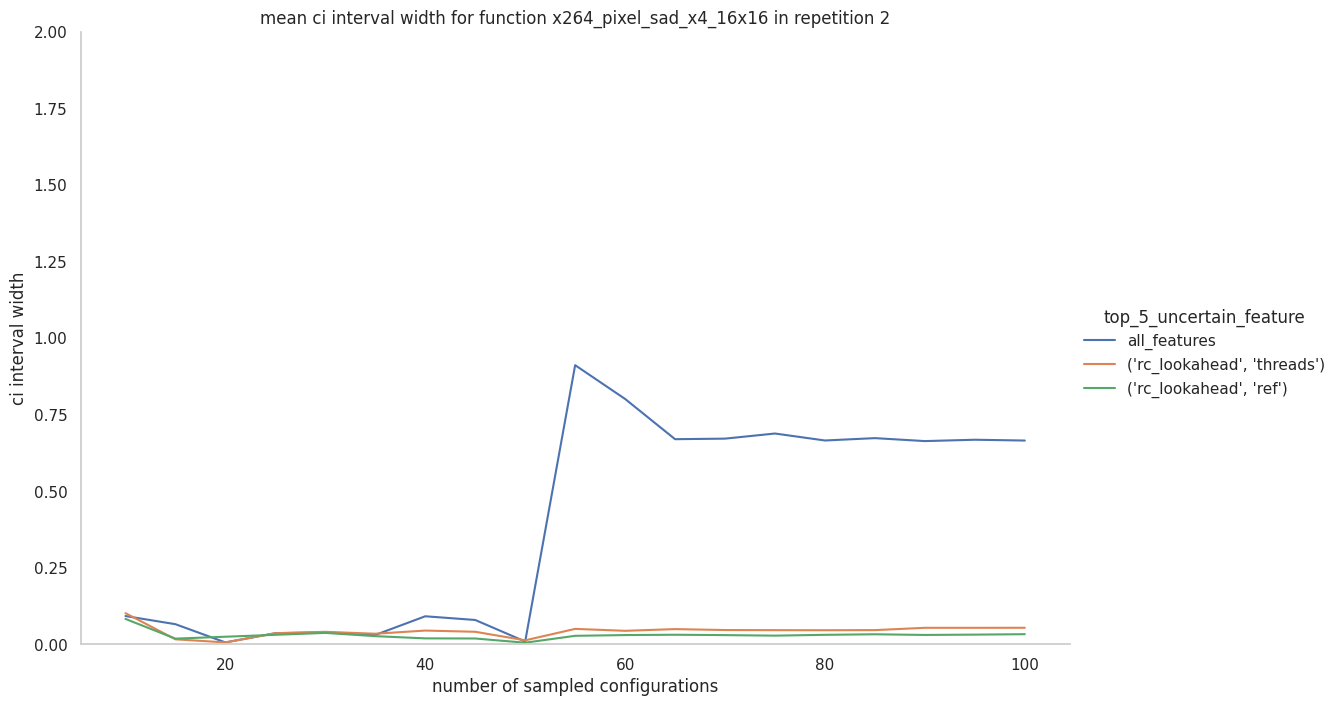 mean ci interval width for function x264_pixel_sad_x4_16x16 in repetition 2
2.00
1.75
1.50
1.25
1.00
0.75
0.50
0.25
0.00
ci interval width
20
40
60
80
100
number of sampled configurations
top_5_uncertain_feature
all_features
('rc_lookahead', 'threads')
('rc_lookahead', 'ref')